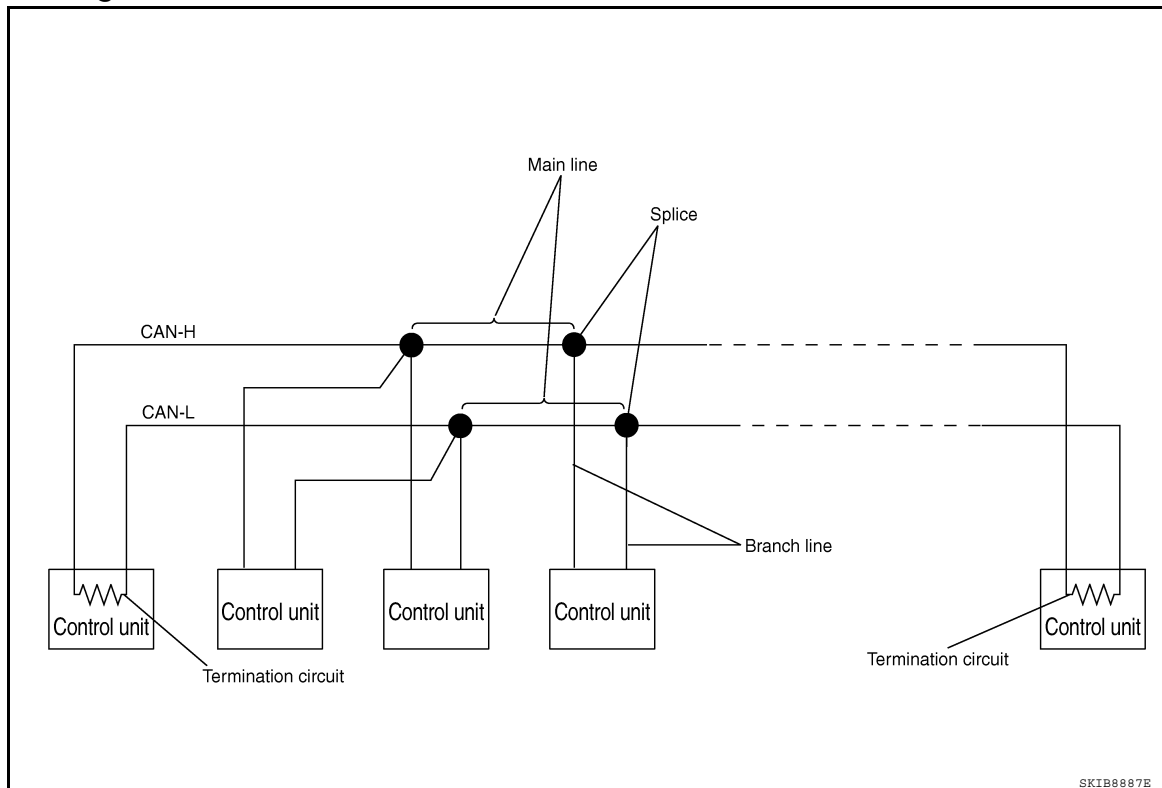 Main line
Splice
CAN-H
CAN-L
Branch line
Control unit
Control unit
Control unit
Control unit
Control unit
Termination circuit
Termination circuit
SKIB8887E